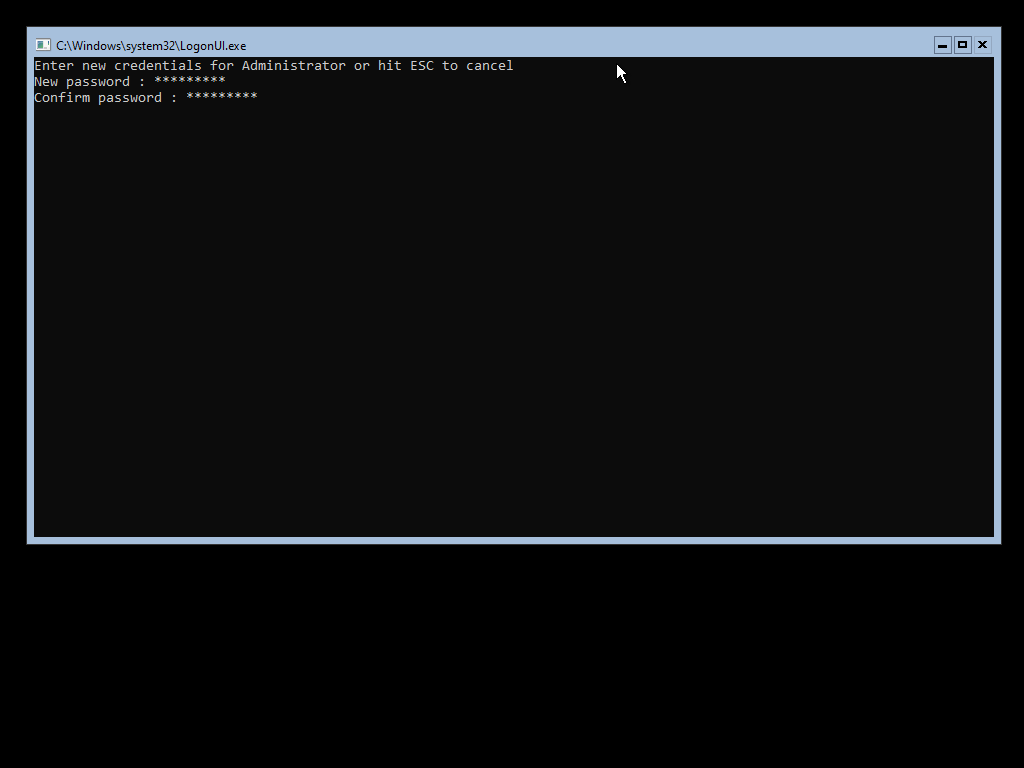 C:\Windows\system32\LogonUI.exe
Enter new credentials for Administrator or hit ESC to cancel
New password : *********
Confirm password : *********